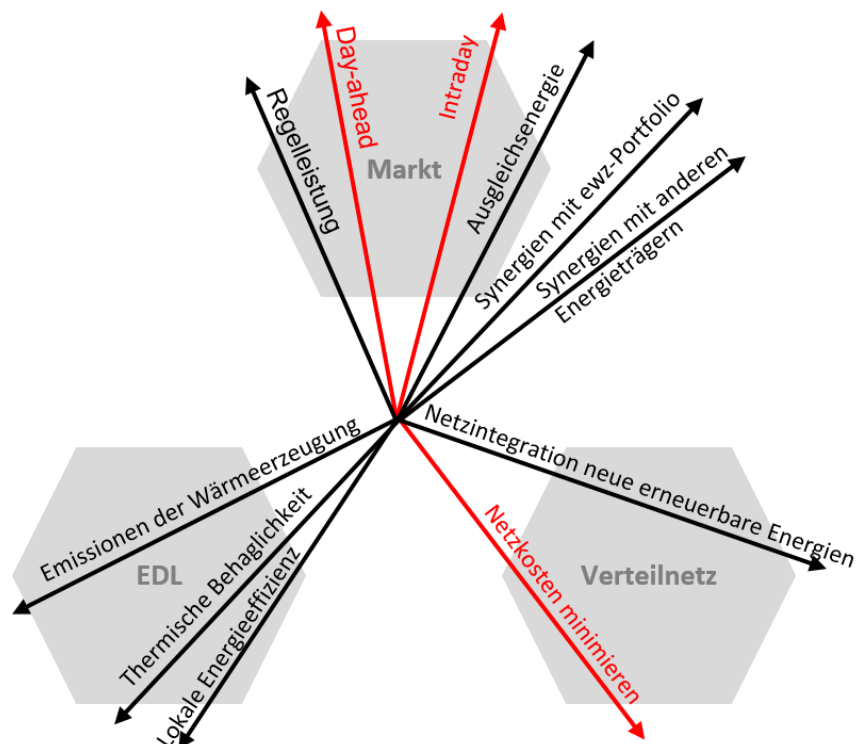 Day-ahead
Intraday
Ausgleichsenergie
Regelleistung
Markt
Synergien mit ewz-Portfolio
Synergien mit anderen
Energieträgern
Emissionen der Wärmeerzeugung
Netzintegration neue erneuerbare Energien
Thermische Behaglichkeit
EDL
Lokale Energieeffizienz
Netzkosten minimieren
Verteilnetz